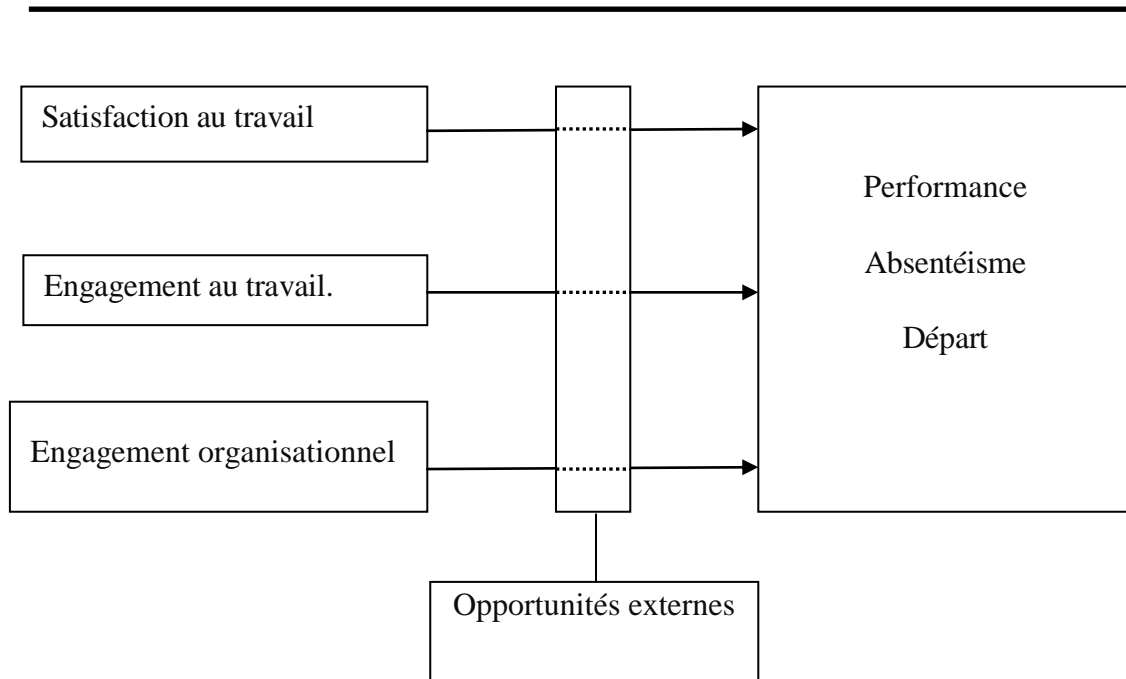 Satisfaction au travail
Performance
Absentéisme
Engagement au travail.
Départ
Engagement organisationnel
Opportunités externes